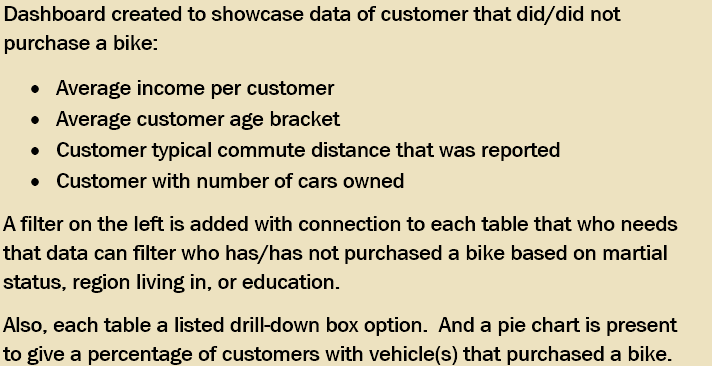 Dashboard created to showcase data of customer that did/did not
purchase a bike:
• Average income per customer
• Average customer age bracket
• Customer typical commute distance that was reported
• Customer with number of cars owned
A filter on the left is added with connection to each table that who needs
that data can filter who has/has not purchased a bike based on martial
status, region living in, or education.
Also, each table a listed drill-down box option.  And a pie chart is present
to give a percentage of customers with vehicle(s) that purchased a bike.